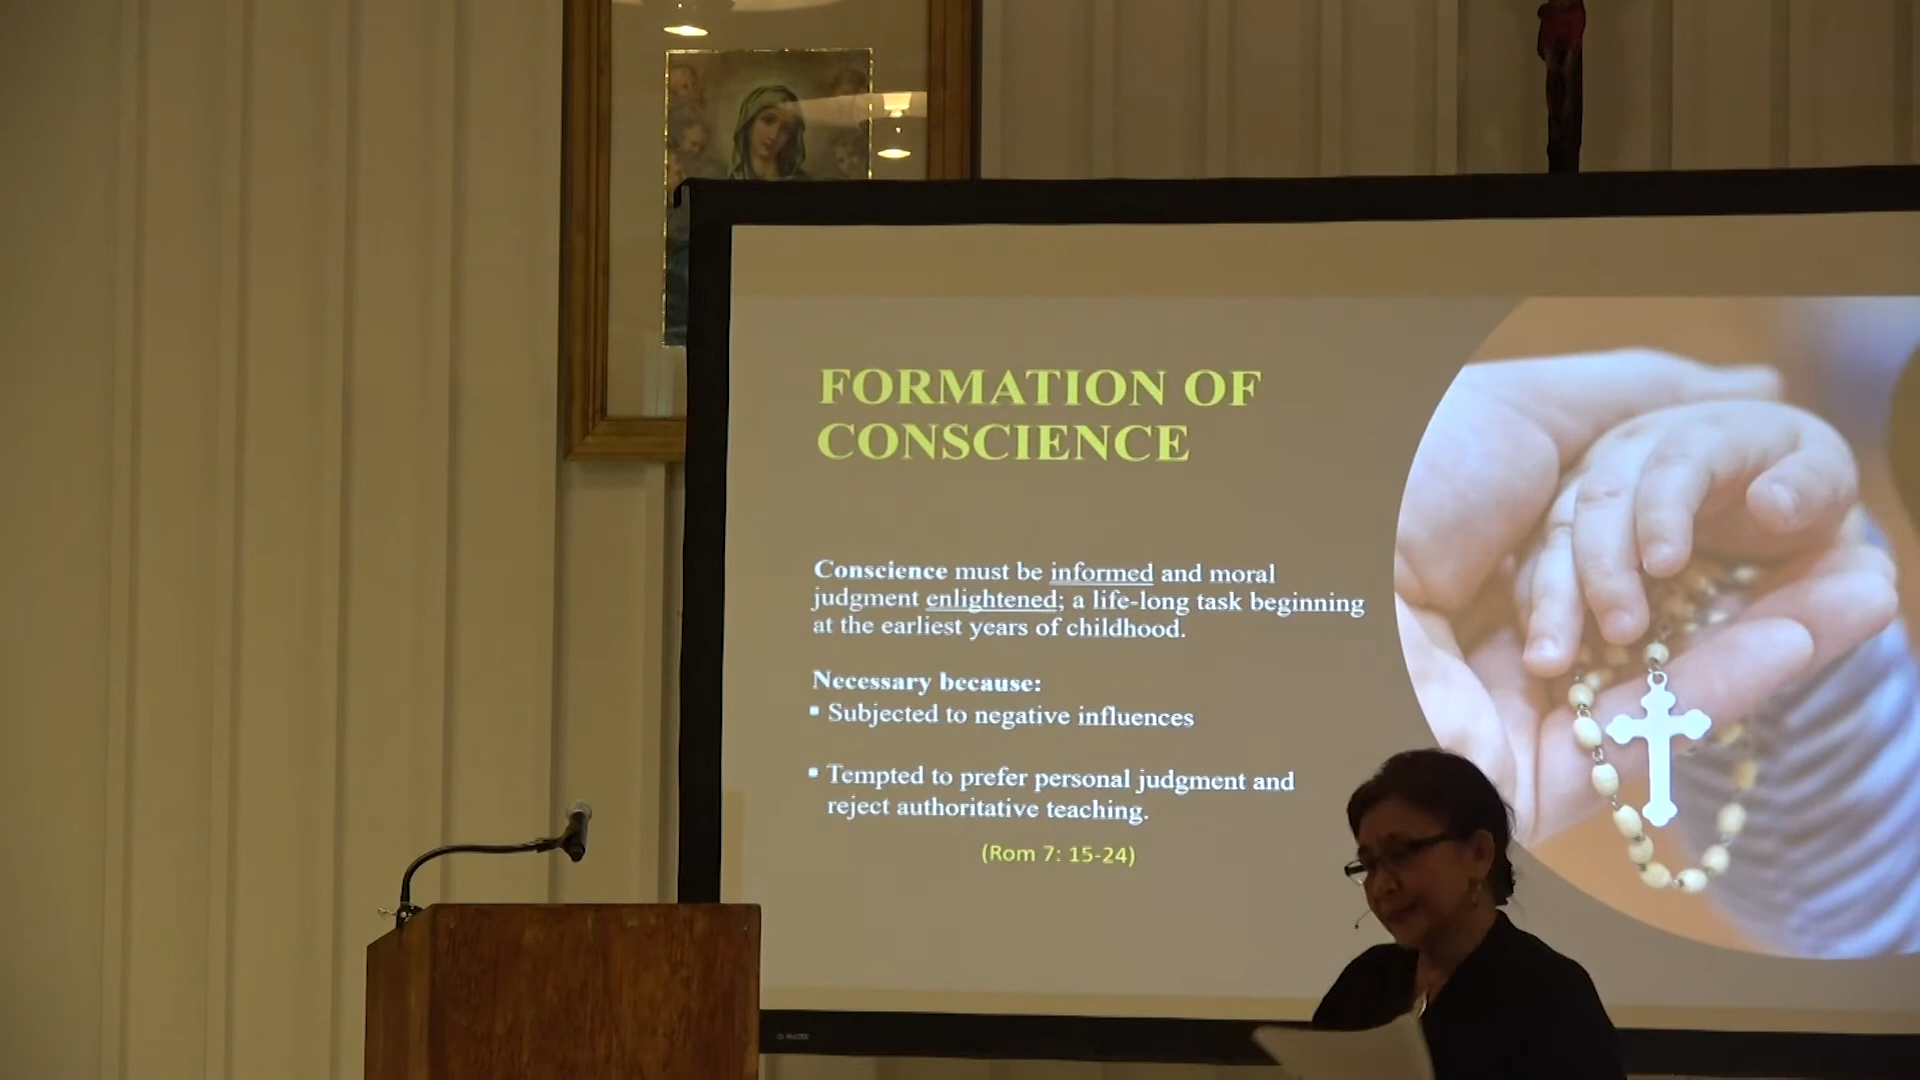 FORMATION OF
CONSCIENCE
Conscience must be informed and moral
judgment enlightened; a life-long task beginning
at the earliest years of childhood.
Necessary because:
▪ Subjected to negative influences
▪ Tempted to prefer personal judgment and
reject authoritative teaching.
(Rom 7: 15-24)